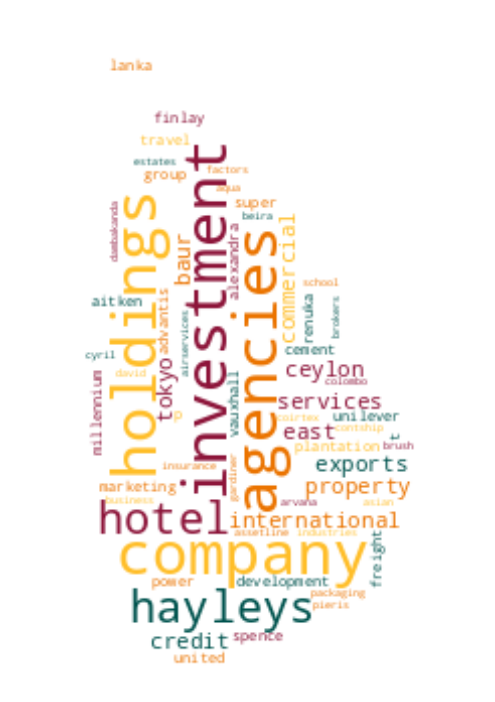 lanka
finlay
travel
investment
estates
factors
group
aqua
super
holdings
dambakanda
beira
commercial
alexandra
agencies
baur
school
advantis
renuka
aitken
brokers
airservices
cement
cyril
tokyo
ceylon
david
colombo
millennium
vauxhall
services
unilever
coirtex
contship
east
plantation
brush
insurance
gardiner
exports
marketing
property
business
arvana
asian
hotel
international
assetline
industries
freight
company
power
development
packaging
pieris
hayleys
credit
spence
united